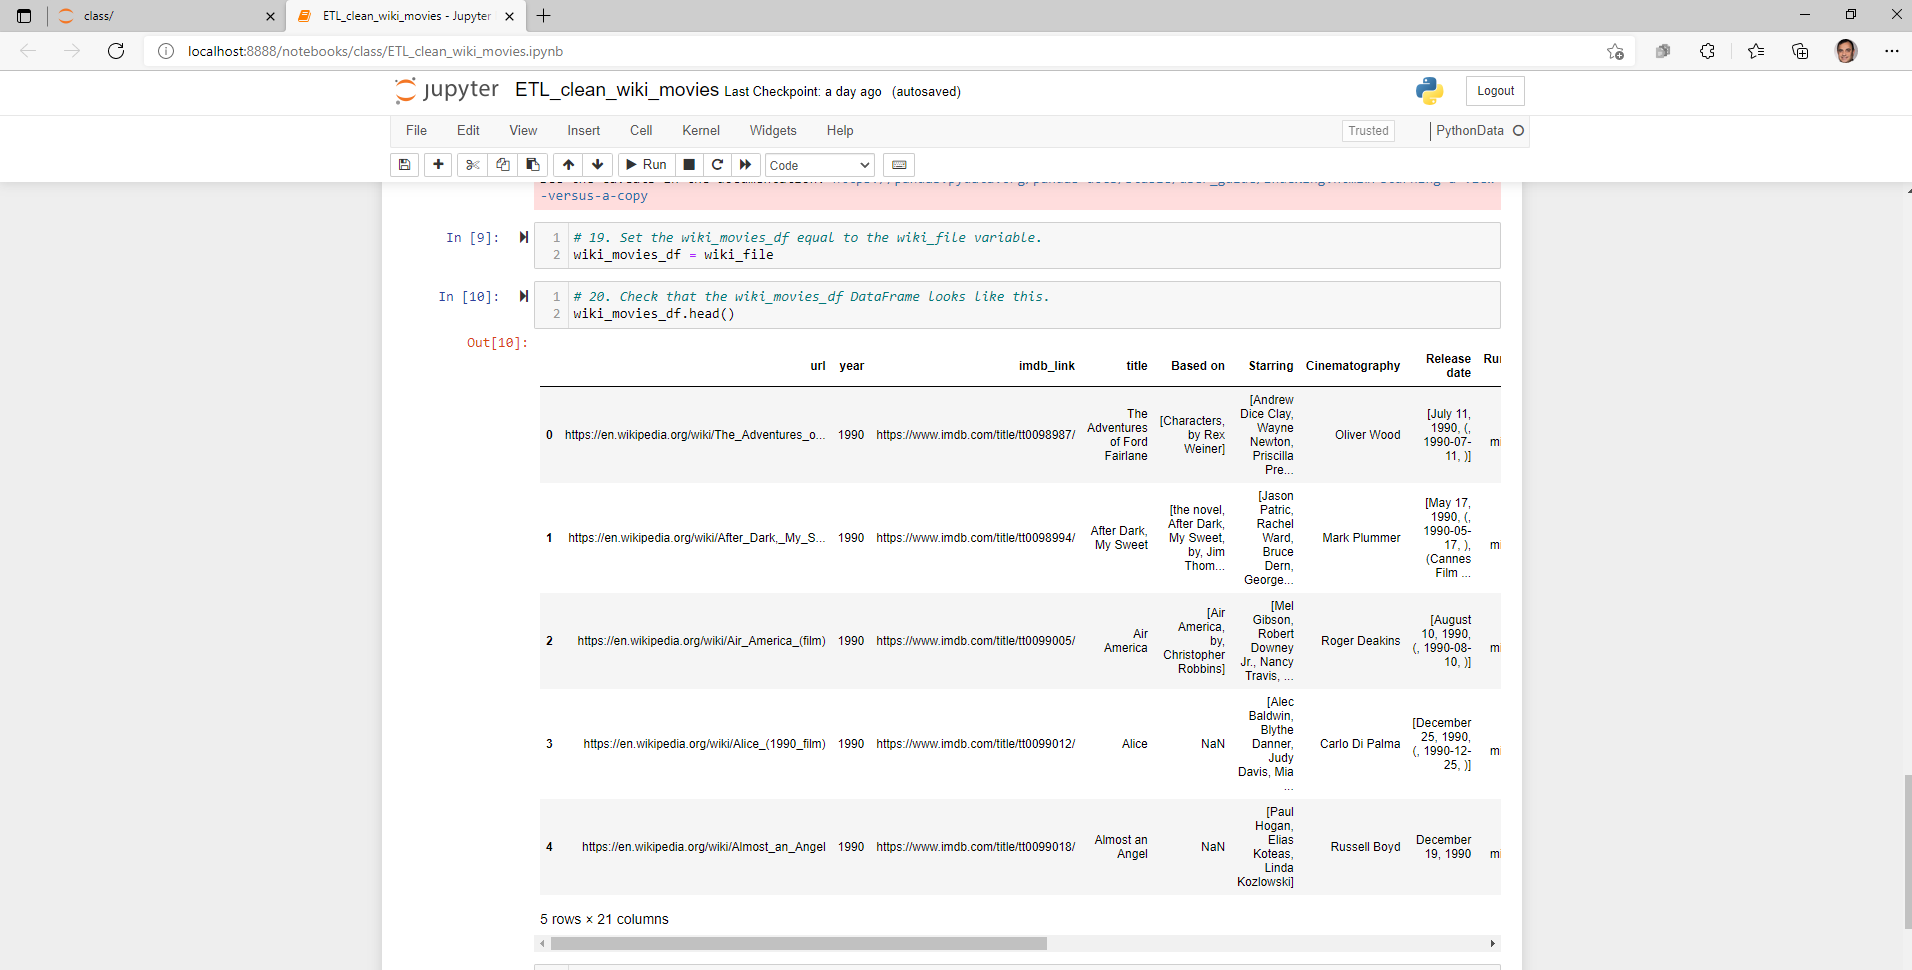 class/
ETL_clean_wiki_movies - Jupyter
localhost:8888/notebooks/class/ETL_clean_wiki_movies.ipynb
jupyter ETL_clean_wiki_movies Last Checkpoint: a day ago (autosaved)
Logout
File Edit View Insert Cell Kernel Widgets Help
Trusted
PythonData
Run
Code
-versus-a-copy
In [9]:
1 # 19. Set the wiki_movies_df equal to the wiki_file variable.
2 wiki_movies_df = wiki_file
In [10]:
1 # 20. Check that the wiki_movies_df DataFrame looks like this.
2 wiki_movies_df.head()
Out[10]:
url year imdb_link title Based on Starring Cinematography Release date Ru
0 https://en.wikipedia.org/wiki/The_Adventures_o... 1990 https://www.imdb.com/title/tt0098987/ The Adventures of Ford Fairlane [Characters, by Rex Weiner] [Andrew Dice Clay, Wayne Newton, Priscilla Pre... Oliver Wood [July 11, 1990, (, 1990-07-11, )] mi
1 https://en.wikipedia.org/wiki/After_Dark,_My_S... 1990 https://www.imdb.com/title/tt0098994/ After Dark, My Sweet [the novel, After Dark, My Sweet, by, Jim Thom... [Jason Patric, Rachel Ward, Bruce Dern, George... Mark Plummer [May 17, 1990, (, 1990-05-17, ), (Cannes Film ... mi
2 https://en.wikipedia.org/wiki/Air_America_(film) 1990 https://www.imdb.com/title/tt0099005/ Air America [Air America, by, Christopher Robbins] [Mel Gibson, Robert Downey Jr., Nancy Travis, ... Roger Deakins [August 10, 1990, (, 1990-08-10, )] mi
3 https://en.wikipedia.org/wiki/Alice_(1990_film) 1990 https://www.imdb.com/title/tt0099012/ Alice NaN [Alec Baldwin, Blythe Danner, Judy Davis, Mia ... Carlo Di Palma [December 25, 1990, (, 1990-12-25, )] mi
4 https://en.wikipedia.org/wiki/Almost_an_Angel 1990 https://www.imdb.com/title/tt0099018/ Almost an Angel NaN [Paul Hogan, Elias Koteas, Linda Kozlowski] Russell Boyd December 19, 1990 mi
5 rows × 21 columns